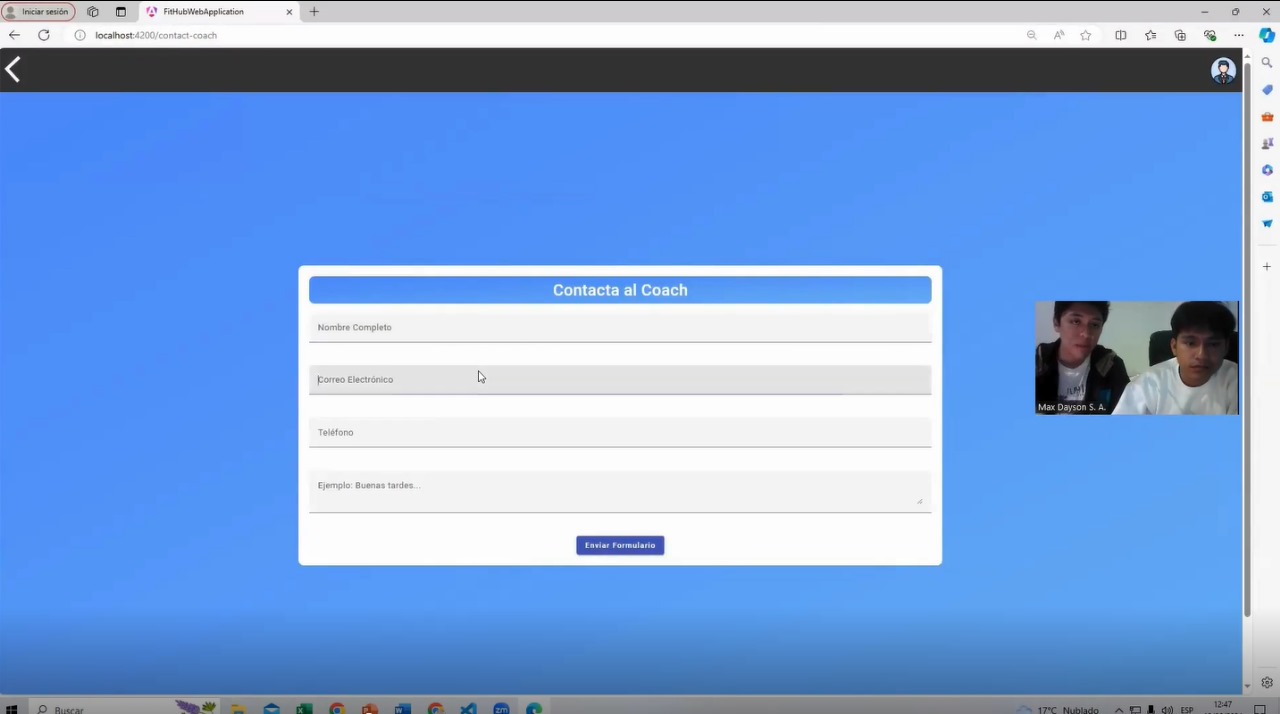 Iniciar sesión
FitHubWebApplication
localhost:4200/contact-coach
Contacta al Coach
Nombre Completo
Correo Electrónico
Teléfono
Ejemplo: Buenas tardes...
Enviar Formulario
Max Dayson S. A.
Buscar
17°C Nublado
ESP
12:47